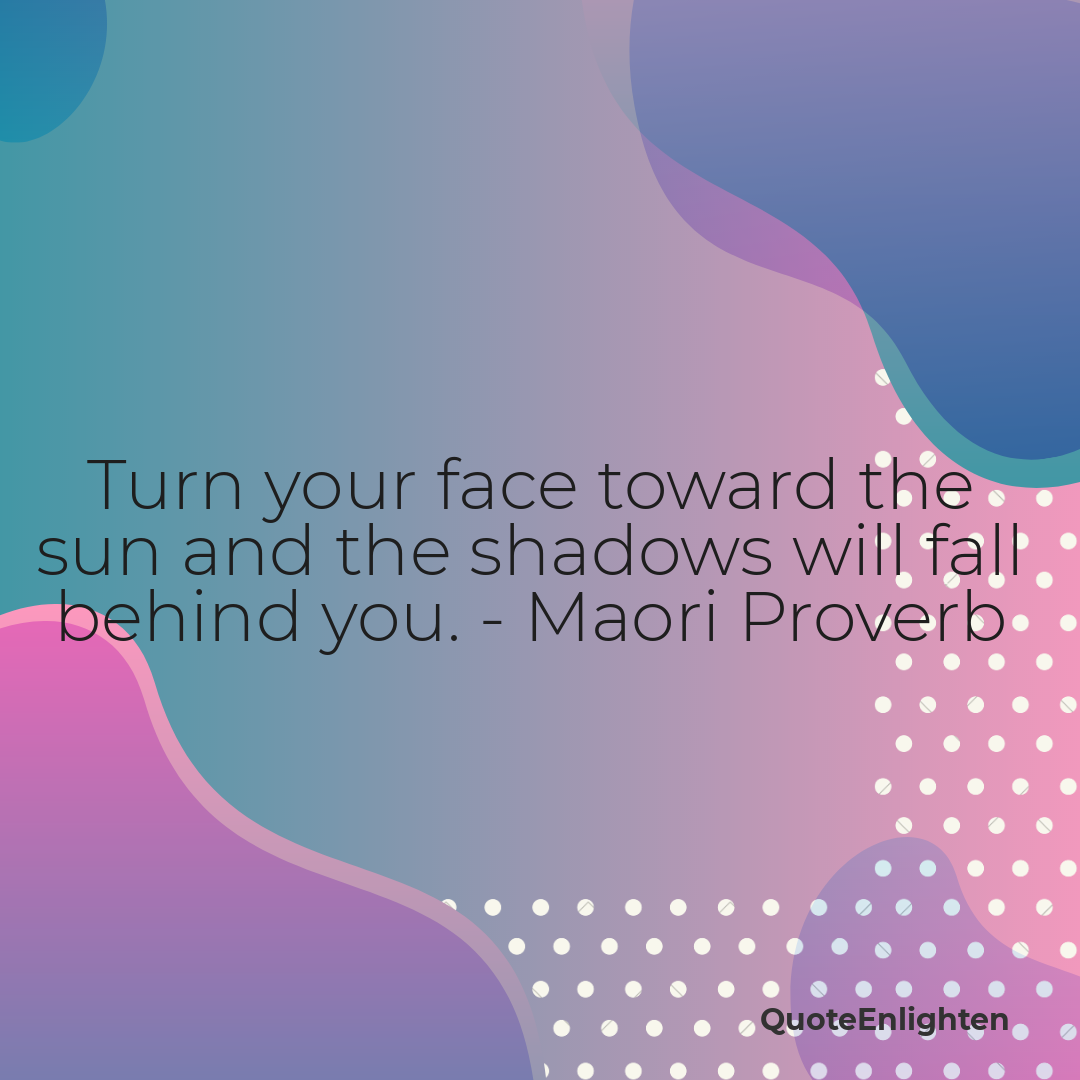 Turn your face toward the
sun and the shadows will fall
behind you. - Maori Proverb
QuoteEnlighten